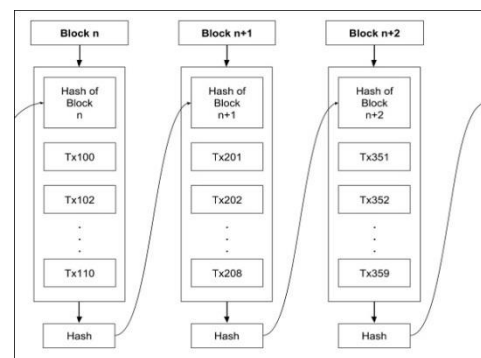 Block n
Hash of
Block
n
Tx100
Tx102
.
.
.
Tx110
Hash
Block n+1
Hash of
Block
n+1
Tx201
Tx202
.
.
.
Tx208
Hash
Block n+2
Hash of
Block
n+2
Tx351
Tx352
.
.
.
Tx359
Hash